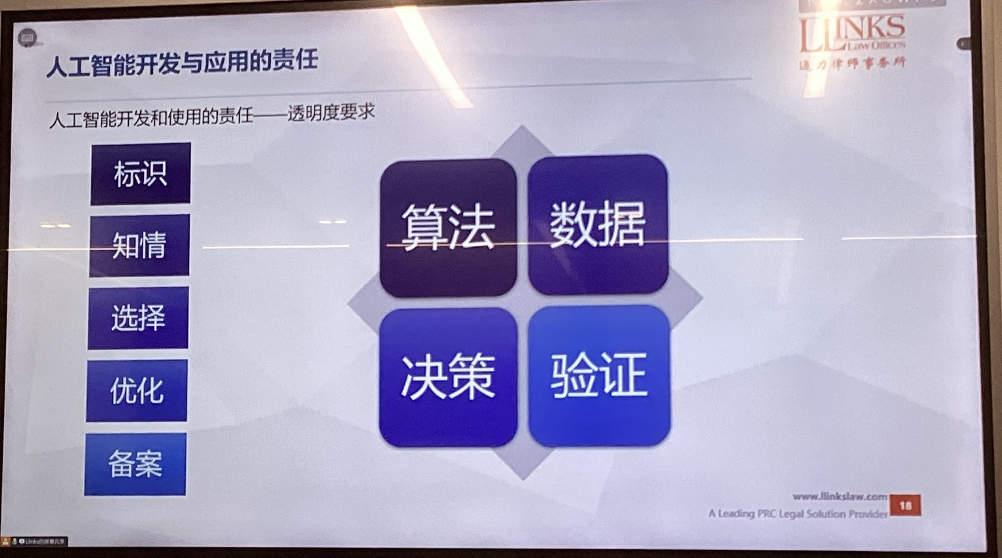 LLINKS
Law Offices
通力律师事务所
人工智能开发与应用的责任
人工智能开发和使用的责任——透明度要求
标识
知情
选择
优化
备案
算法
数据
决策
验证
www.llinkslaw.com
A Leading PRC Legal Solution Provider
18